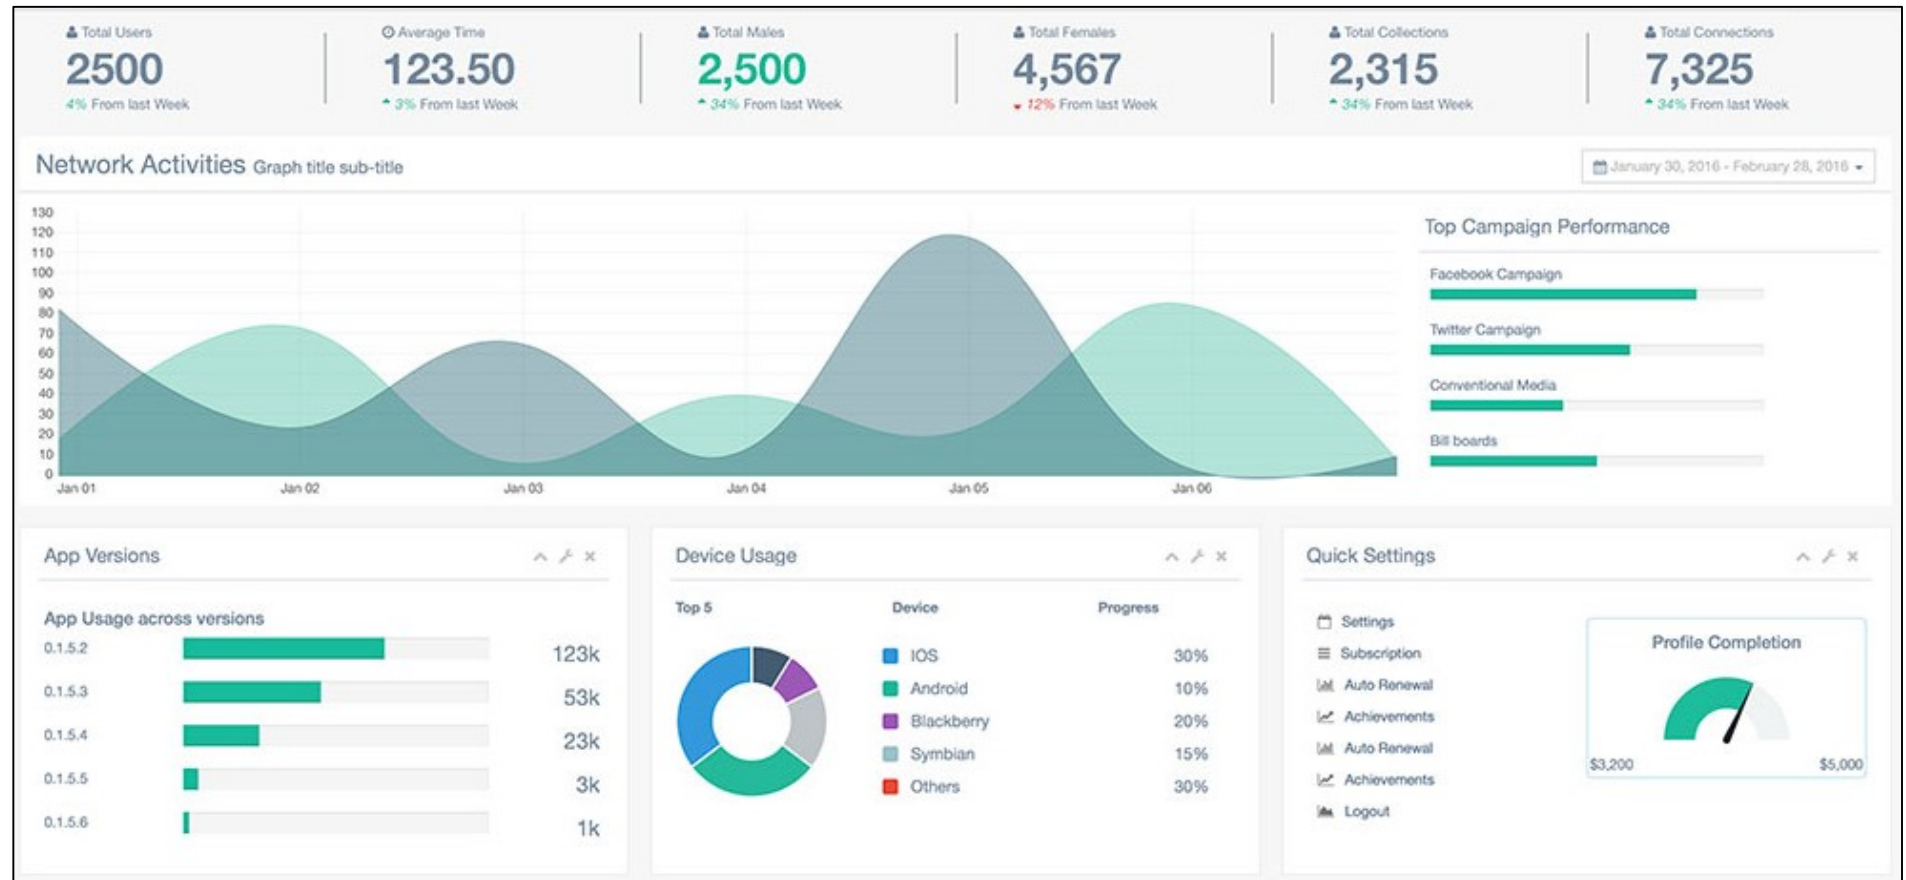 Total Users
2500
4% From last Week
Average Time
123.50
3% From last Week
Total Males
2,500
34% From last Week
Total Females
4,567
12% From last Week
Total Collections
2,315
34% From last Week
Total Connections
7,325
34% From last Week
Network Activities Graph title sub-title
January 30, 2016 - February 28, 2016
130
120
110
100
90
80
70
60
50
40
30
20
10
0
Jan 01
Jan 02
Jan 03
Jan 04
Jan 05
Jan 06
Top Campaign Performance
Facebook Campaign
Twitter Campaign
Conventional Media
Bill boards
App Versions
App Usage across versions
0.1.5.2 123k
0.1.5.3 53k
0.1.5.4 23k
0.1.5.5 3k
0.1.5.6 1k
Device Usage
Top 5 Device Progress
IOS 30%
Android 10%
Blackberry 20%
Symbian 15%
Others 30%
Quick Settings
Settings
Subscription
Auto Renewal
Achievements
Auto Renewal
Achievements
Logout
Profile Completion
$3,200 $5,000